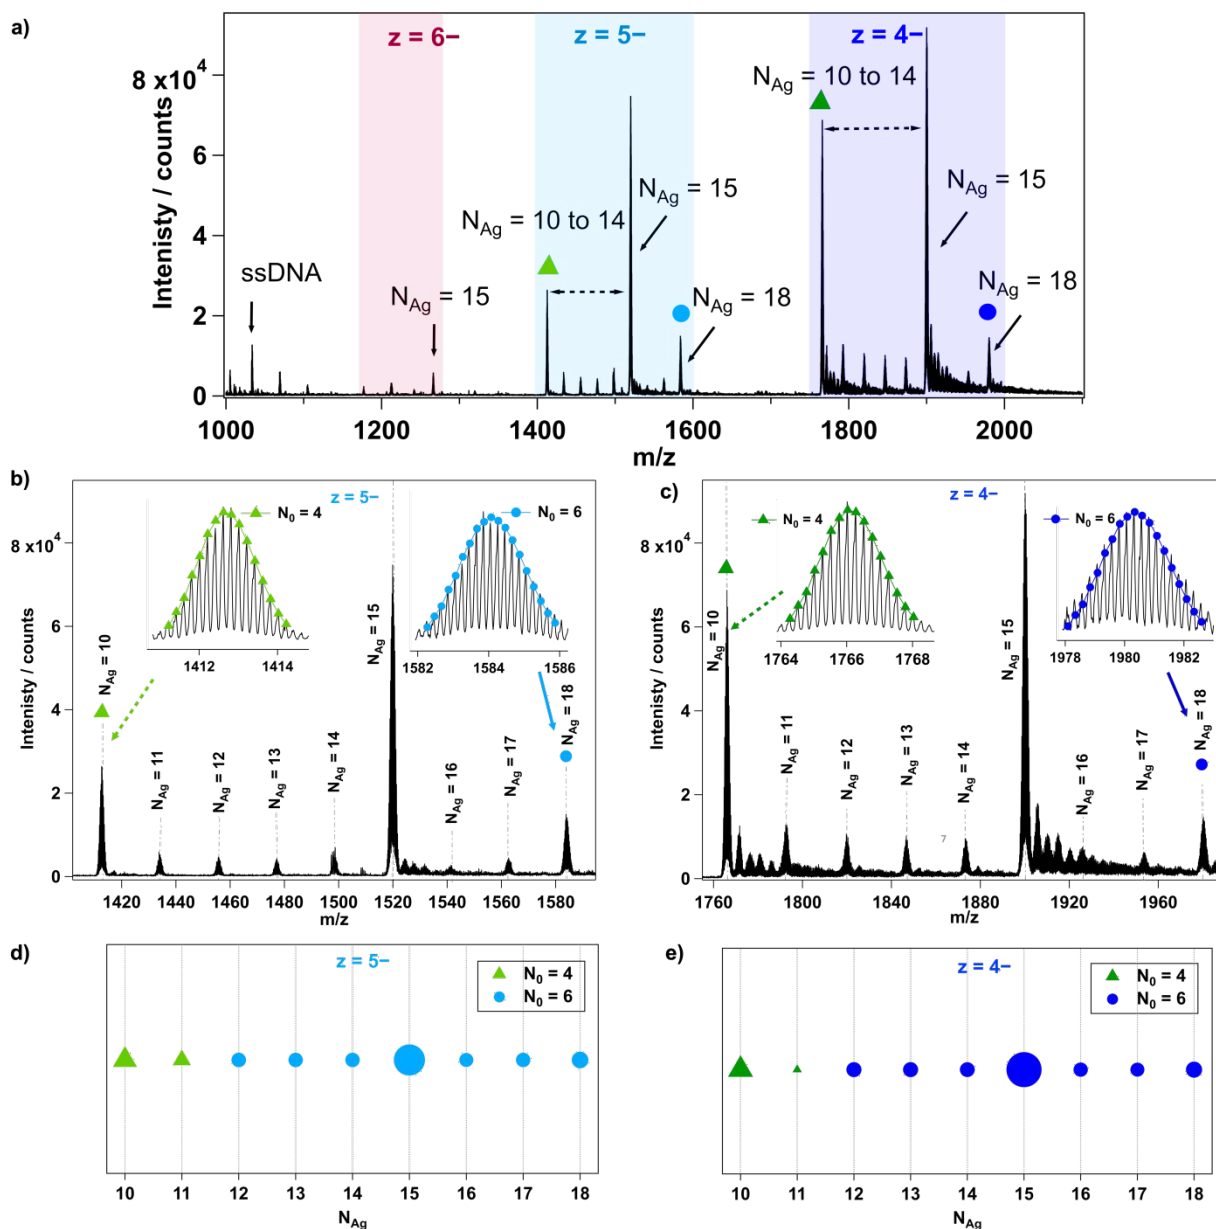 a)
z = 6−
z = 5−
z = 4−
8 x10⁴
6
4
2
0
Intenisty / counts
ssDNA
N_Ag = 15
N_Ag = 10 to 14
N_Ag = 15
N_Ag = 18
N_Ag = 10 to 14
N_Ag = 15
N_Ag = 18
1000 1200 1400 1600 1800 2000
m/z
b)
z = 5−
8 x10⁴
6
4
2
0
Intenisty / counts
N₀ = 4
1412 1414
N₀ = 6
1582 1584 1586
N_Ag = 10
N_Ag = 11
N_Ag = 12
N_Ag = 13
N_Ag = 14
N_Ag = 15
N_Ag = 16
N_Ag = 17
N_Ag = 18
1420 1440 1460 1480 1500 1520 1540 1560 1580
m/z
c)
z = 4−
8 x10⁴
6
4
2
0
Intenisty / counts
N₀ = 4
1764 1766 1768
N₀ = 6
1978 1980 1982
N_Ag = 10
N_Ag = 11
N_Ag = 12
N_Ag = 13
N_Ag = 14
7
N_Ag = 15
N_Ag = 16
N_Ag = 17
N_Ag = 18
1760 1800 1840 1880 1920 1960
m/z
d)
z = 5−
N₀ = 4
N₀ = 6
10 11 12 13 14 15 16 17 18
N_Ag
e)
z = 4−
N₀ = 4
N₀ = 6
10 11 12 13 14 15 16 17 18
N_Ag